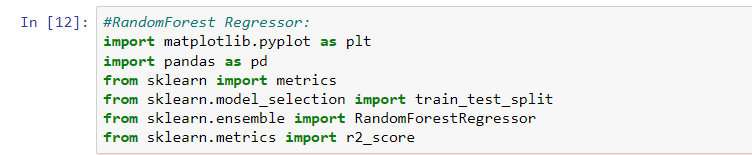 In [12]: #RandomForest Regressor:
import matplotlib.pyplot as plt
import pandas as pd
from sklearn import metrics
from sklearn.model_selection import train_test_split
from sklearn.ensemble import RandomForestRegressor
from sklearn.metrics import r2_score